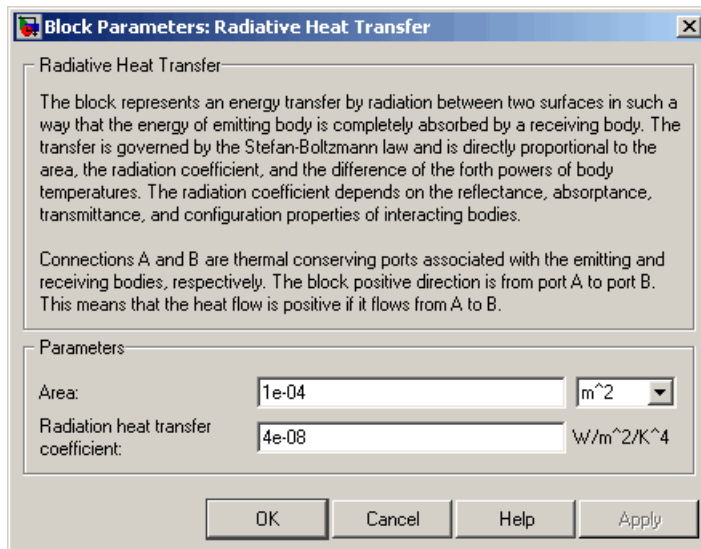 Block Parameters: Radiative Heat Transfer
Radiative Heat Transfer
The block represents an energy transfer by radiation between two surfaces in such a
way that the energy of emitting body is completely absorbed by a receiving body. The
transfer is governed by the Stefan-Boltzmann law and is directly proportional to the
area, the radiation coefficient, and the difference of the forth powers of body
temperatures. The radiation coefficient depends on the reflectance, absorptance,
transmittance, and configuration properties of interacting bodies.
Connections A and B are thermal conserving ports associated with the emitting and
receiving bodies, respectively. The block positive direction is from port A to port B.
This means that the heat flow is positive if it flows from A to B.
Parameters
Area: 1e-04 m^2
Radiation heat transfer
coefficient: 4e-08 W/m^2/K^4
OK Cancel Help Apply